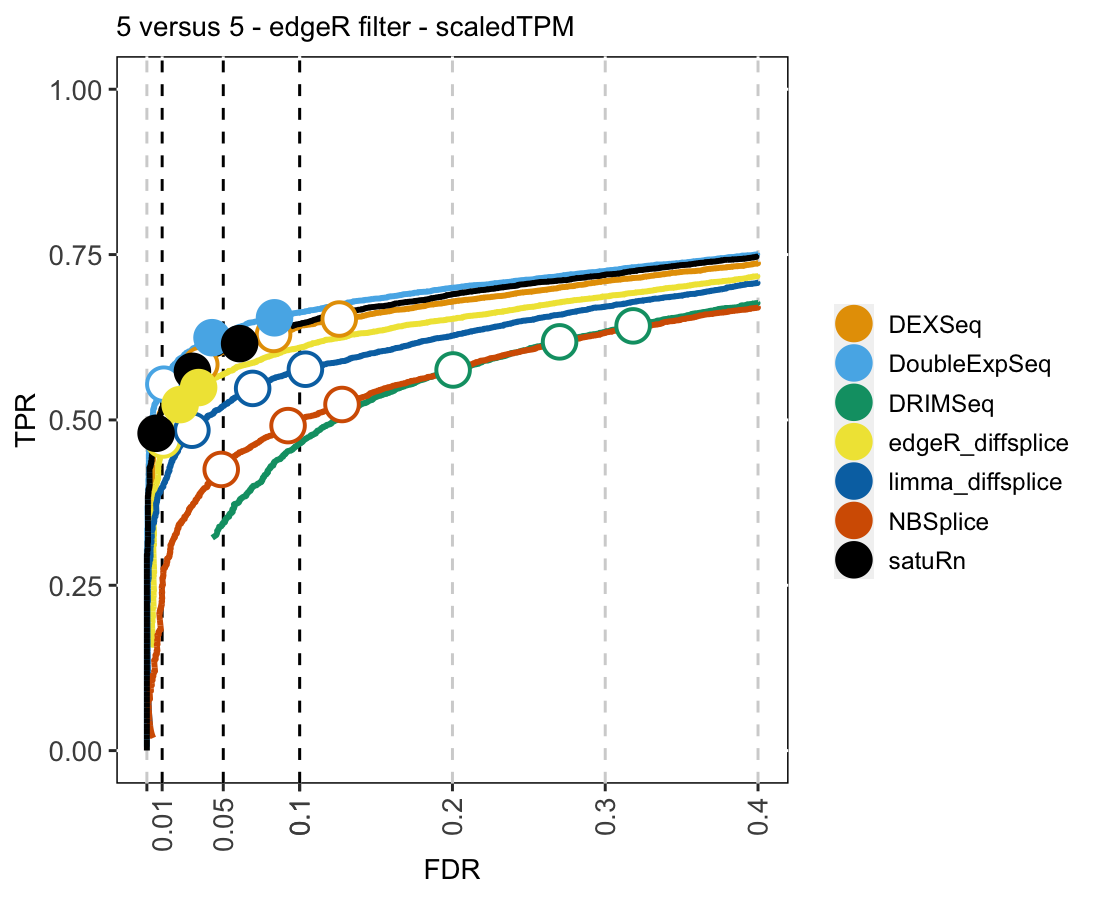 5 versus 5 - edgeR filter - scaledTPM
1.00
0.75
0.50
0.25
0.00
TPR
0.01
0.05
0.1
0.2
0.3
0.4
FDR
DEXSeq
DoubleExpSeq
DRIMSeq
edgeR_diffsplice
limma_diffsplice
NBSplice
satuRn